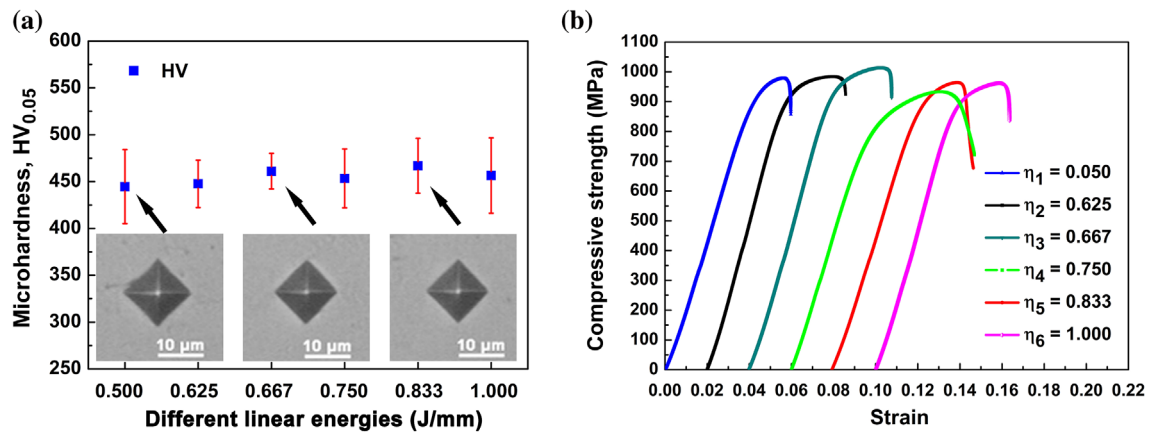 (a)
600
550
500
450
400
350
300
250
Microhardness, HV0.05
HV
10 μm
10 μm
10 μm
0.500 0.625 0.667 0.750 0.833 1.000
Different linear energies (J/mm)
(b)
1100
1000
900
800
700
600
500
400
300
200
100
0
Compressive strength (MPa)
η1 = 0.050
η2 = 0.625
η3 = 0.667
η4 = 0.750
η5 = 0.833
η6 = 1.000
0.00 0.02 0.04 0.06 0.08 0.10 0.12 0.14 0.16 0.18 0.20 0.22
Strain